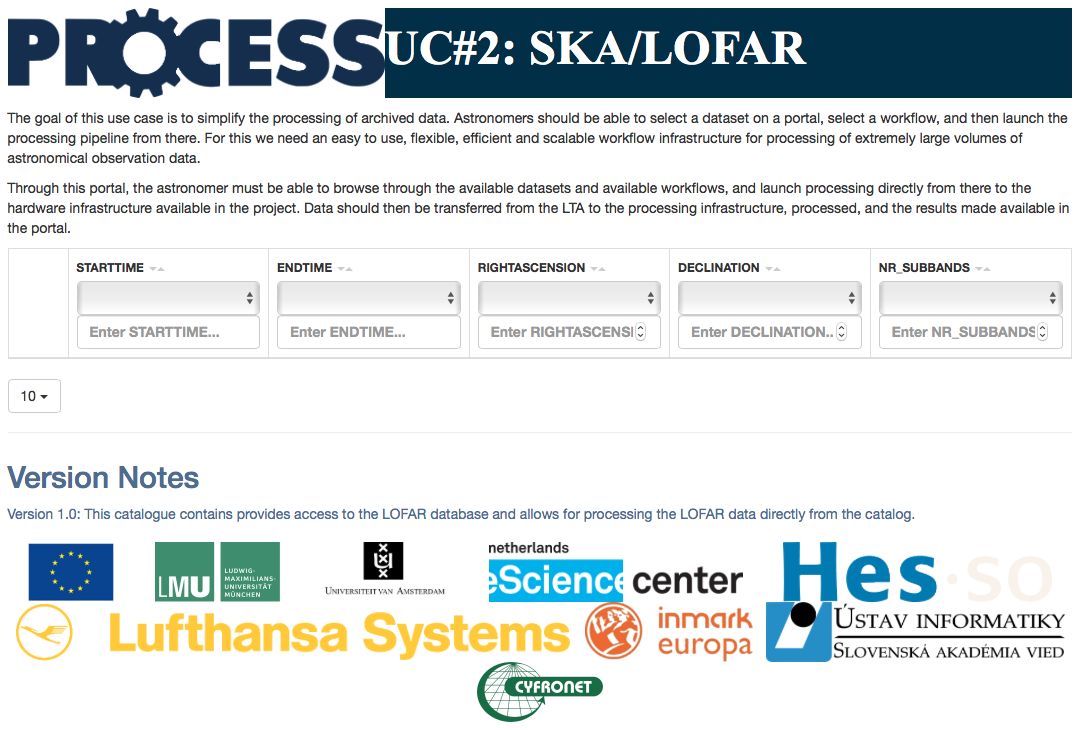 PROCESS UC#2: SKA/LOFAR
The goal of this use case is to simplify the processing of archived data. Astronomers should be able to select a dataset on a portal, select a workflow, and then launch the
processing pipeline from there. For this we need an easy to use, flexible, efficient and scalable workflow infrastructure for processing of extremely large volumes of
astronomical observation data.
Through this portal, the astronomer must be able to browse through the available datasets and available workflows, and launch processing directly from there to the
hardware infrastructure available in the project. Data should then be transferred from the LTA to the processing infrastructure, processed, and the results made available in
the portal.
STARTTIME ENDTIME RIGHTASCENSION DECLINATION NR_SUBBANDS
Enter STARTTIME... Enter ENDTIME... Enter RIGHTASCENSI Enter DECLINATION.. Enter NR_SUBBANDS
10
Version Notes
Version 1.0: This catalogue contains provides access to the LOFAR database and allows for processing the LOFAR data directly from the catalog.
LMU
LUDWIG-
MAXIMILIANS-
UNIVERSITÄT
MÜNCHEN
UNIVERSITEIT VAN AMSTERDAM
netherlands
eScience center
Hes·so
Lufthansa Systems
inmark
europa
ÚSTAV INFORMATIKY
SLOVENSKÁ AKADÉMIA VIED
CYFRONET